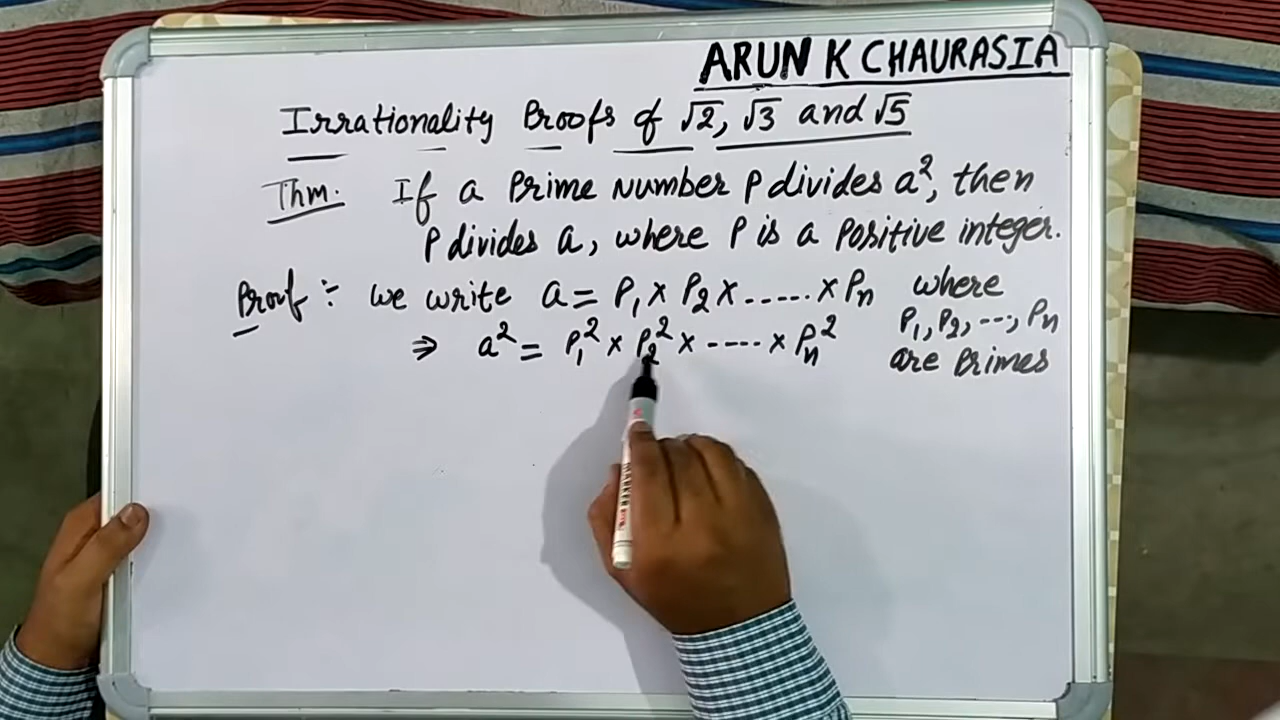 ARUN K CHAURASIA
Irrationality Proofs of √2, √3 and √5
Thm. If a Prime Number P divides a², then
P divides a, where P is a positive integer.
Proof :- we write a = P₁ × P₂ × ...... × Pₙ where
P₁, P₂, ---, Pₙ
⇒ a² = P₁² × P₂² × ---- × Pₙ²
are Primes